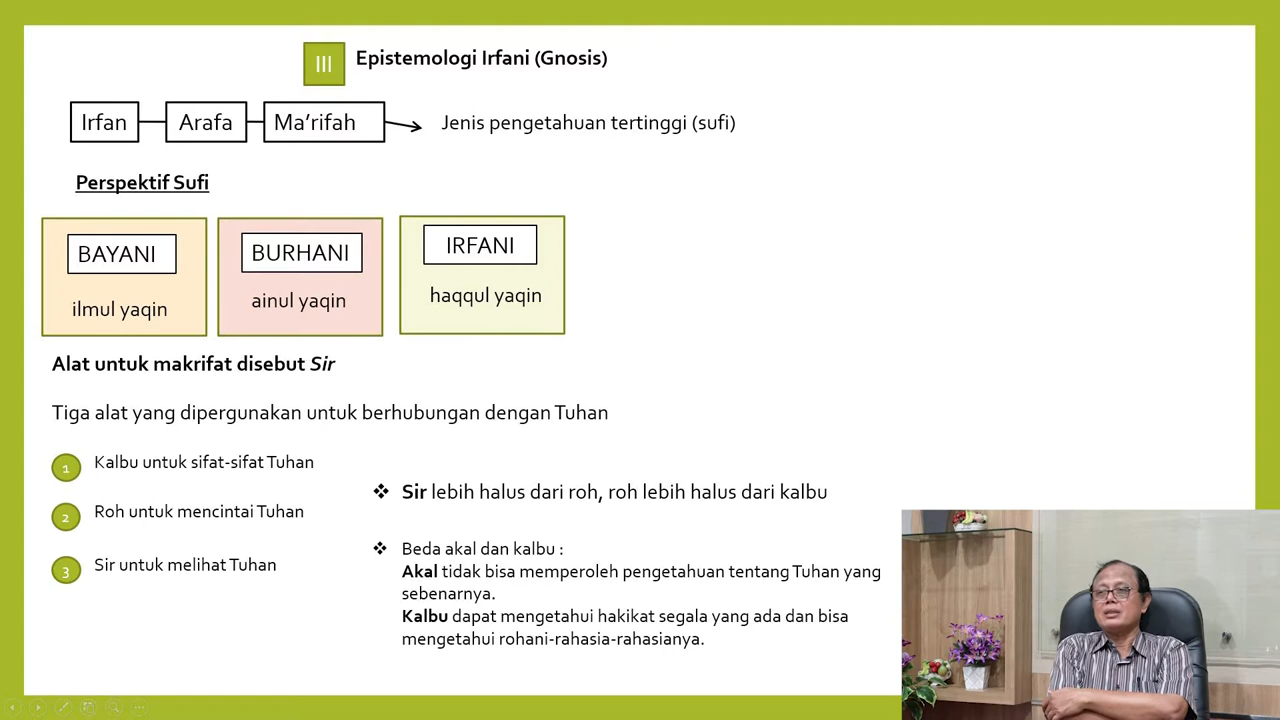 III
Epistemologi Irfani (Gnosis)
Irfan
Arafa
Ma’rifah
Jenis pengetahuan tertinggi (sufi)
Perspektif Sufi
BAYANI
ilmul yaqin
BURHANI
ainul yaqin
IRFANI
haqqul yaqin
Alat untuk makrifat disebut Sir
Tiga alat yang dipergunakan untuk berhubungan dengan Tuhan
1 Kalbu untuk sifat-sifat Tuhan
2 Roh untuk mencintai Tuhan
3 Sir untuk melihat Tuhan
❖ Sir lebih halus dari roh, roh lebih halus dari kalbu
❖ Beda akal dan kalbu :
Akal tidak bisa memperoleh pengetahuan tentang Tuhan yang
sebenarnya.
Kalbu dapat mengetahui hakikat segala yang ada dan bisa
mengetahui rohani-rahasia-rahasianya.